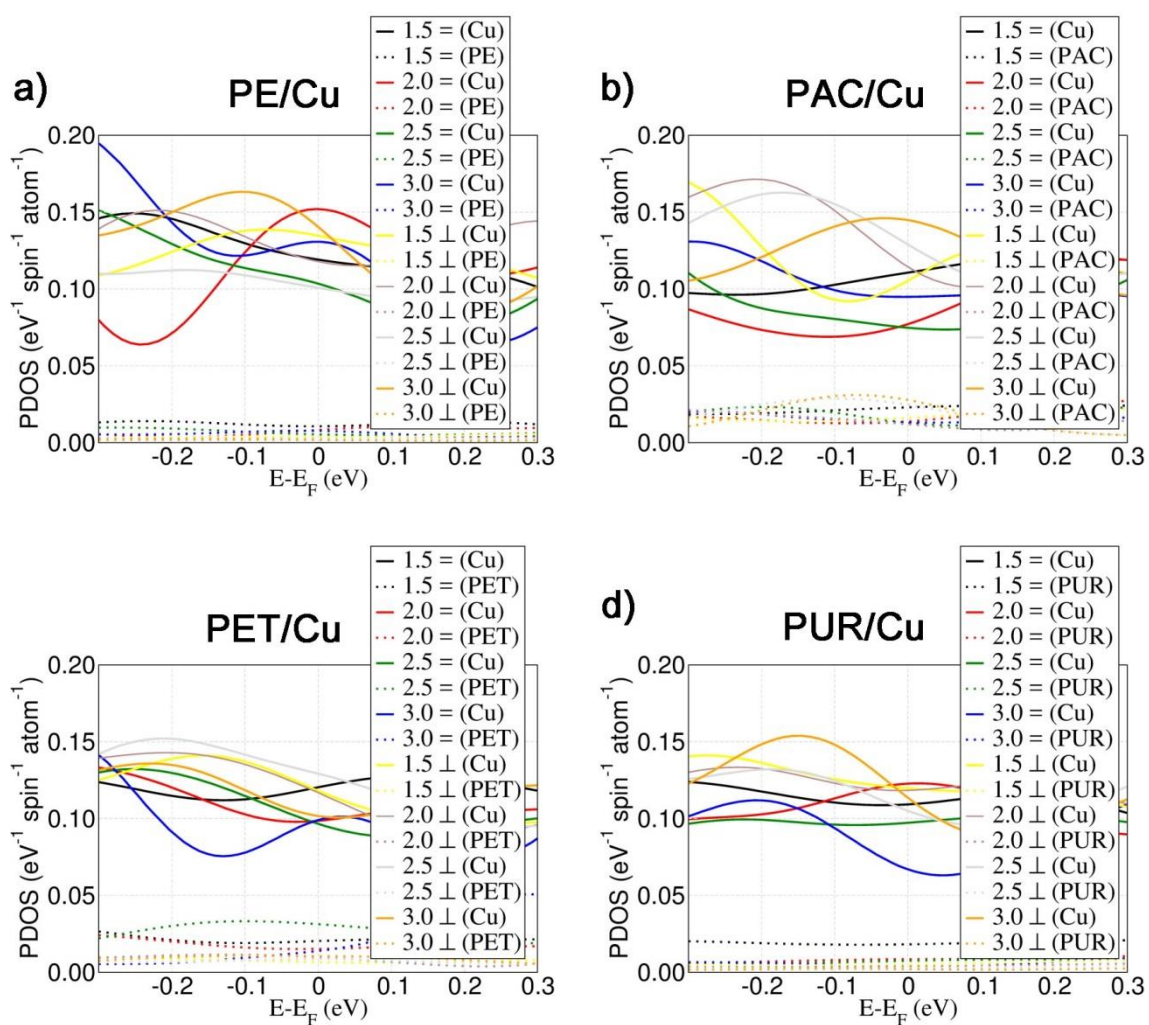 a)
PE/Cu
1.5 = (Cu)
1.5 = (PE)
2.0 = (Cu)
2.0 = (PE)
2.5 = (Cu)
2.5 = (PE)
3.0 = (Cu)
3.0 = (PE)
1.5 ⊥ (Cu)
1.5 ⊥ (PE)
2.0 ⊥ (Cu)
2.0 ⊥ (PE)
2.5 ⊥ (Cu)
2.5 ⊥ (PE)
3.0 ⊥ (Cu)
3.0 ⊥ (PE)
PDOS (eV⁻¹ spin⁻¹ atom⁻¹)
0.20
0.15
0.10
0.05
0.00
-0.2 -0.1 0 0.1 0.2 0.3
E-E_F (eV)
b)
PAC/Cu
1.5 = (Cu)
1.5 = (PAC)
2.0 = (Cu)
2.0 = (PAC)
2.5 = (Cu)
2.5 = (PAC)
3.0 = (Cu)
3.0 = (PAC)
1.5 ⊥ (Cu)
1.5 ⊥ (PAC)
2.0 ⊥ (Cu)
2.0 ⊥ (PAC)
2.5 ⊥ (Cu)
2.5 ⊥ (PAC)
3.0 ⊥ (Cu)
3.0 ⊥ (PAC)
PDOS (eV⁻¹ spin⁻¹ atom⁻¹)
0.20
0.15
0.10
0.05
0.00
-0.2 -0.1 0 0.1 0.2 0.3
E-E_F (eV)
PET/Cu
1.5 = (Cu)
1.5 = (PET)
2.0 = (Cu)
2.0 = (PET)
2.5 = (Cu)
2.5 = (PET)
3.0 = (Cu)
3.0 = (PET)
1.5 ⊥ (Cu)
1.5 ⊥ (PET)
2.0 ⊥ (Cu)
2.0 ⊥ (PET)
2.5 ⊥ (Cu)
2.5 ⊥ (PET)
3.0 ⊥ (Cu)
3.0 ⊥ (PET)
PDOS (eV⁻¹ spin⁻¹ atom⁻¹)
0.20
0.15
0.10
0.05
0.00
-0.2 -0.1 0 0.1 0.2 0.3
E-E_F (eV)
d)
PUR/Cu
1.5 = (Cu)
1.5 = (PUR)
2.0 = (Cu)
2.0 = (PUR)
2.5 = (Cu)
2.5 = (PUR)
3.0 = (Cu)
3.0 = (PUR)
1.5 ⊥ (Cu)
1.5 ⊥ (PUR)
2.0 ⊥ (Cu)
2.0 ⊥ (PUR)
2.5 ⊥ (Cu)
2.5 ⊥ (PUR)
3.0 ⊥ (Cu)
3.0 ⊥ (PUR)
PDOS (eV⁻¹ spin⁻¹ atom⁻¹)
0.20
0.15
0.10
0.05
0.00
-0.2 -0.1 0 0.1 0.2 0.3
E-E_F (eV)